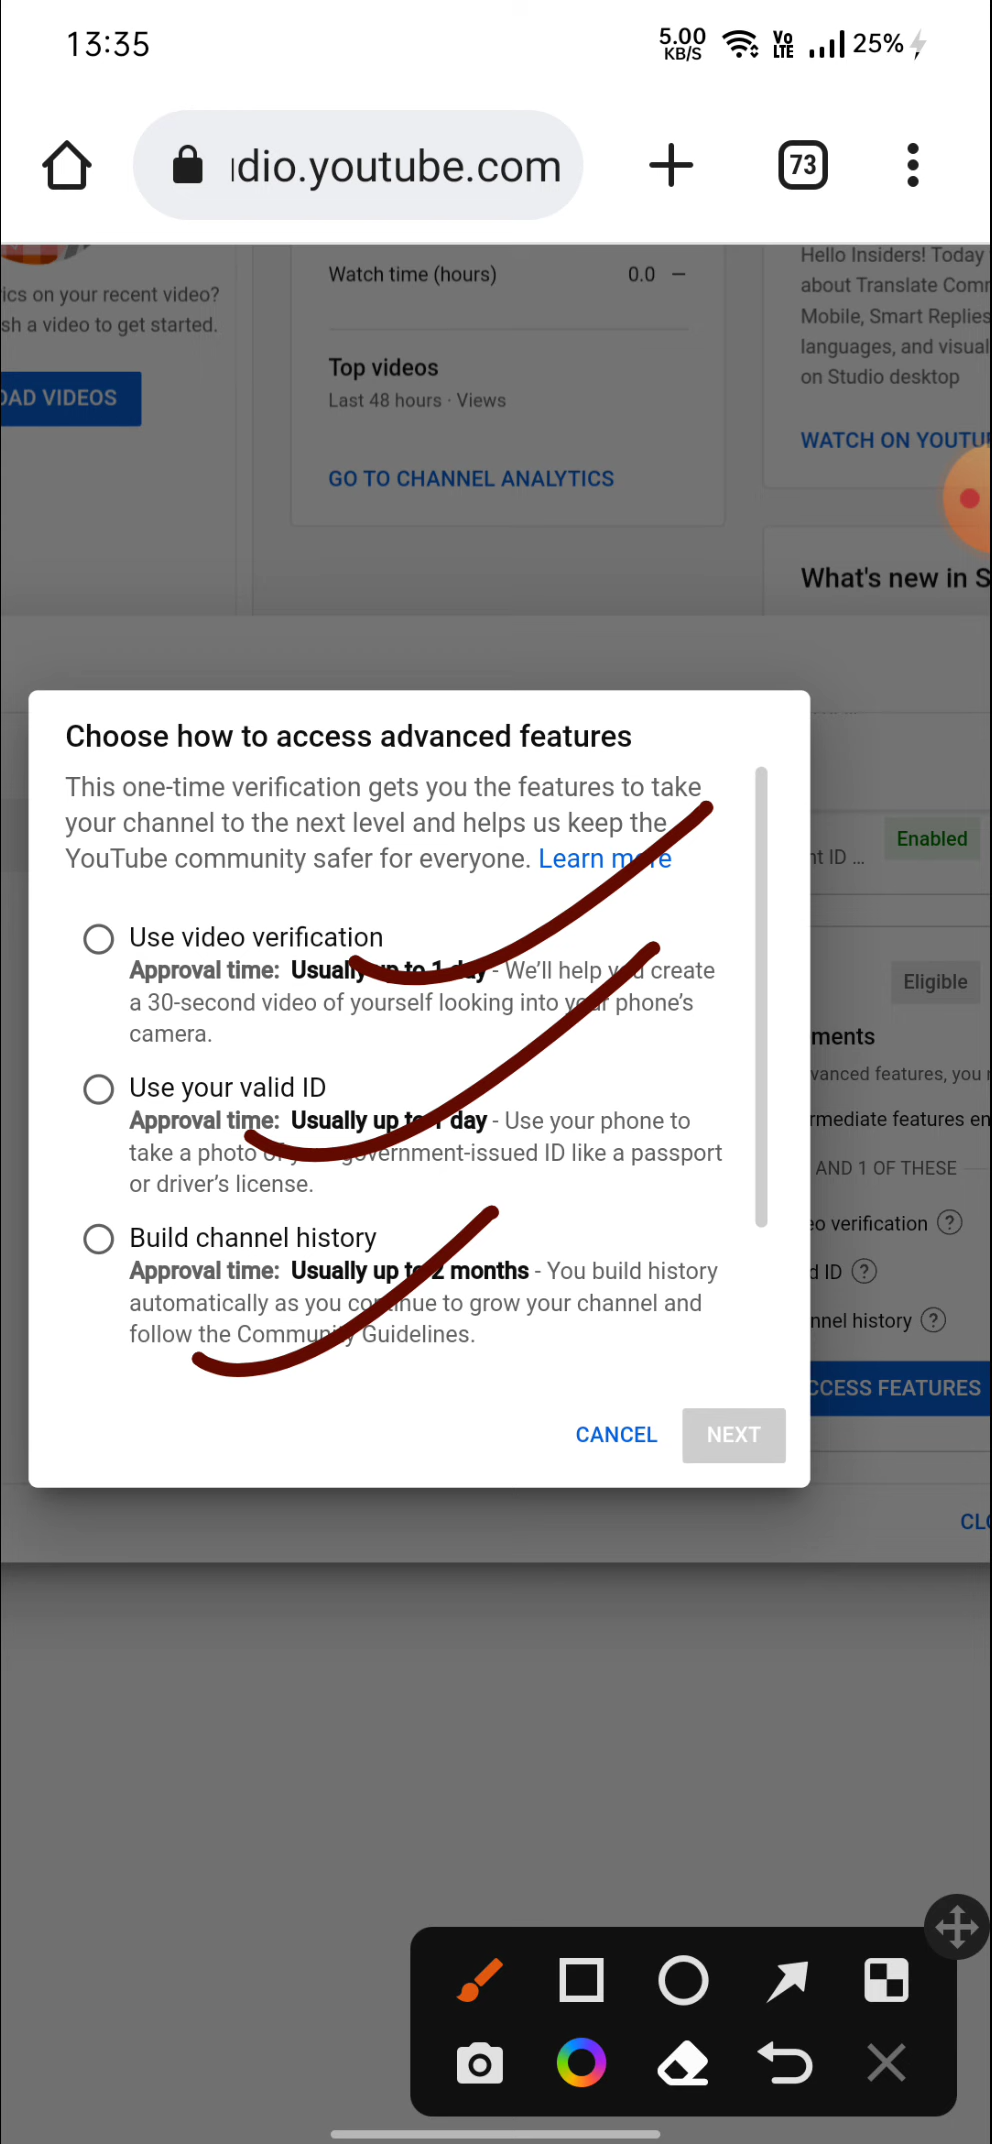 13:35
5.00
KB/S
Vo
LTE
25%
dio.youtube.com
73
ics on your recent video?
sh a video to get started.
OAD VIDEOS
Watch time (hours) 0.0 —
Top videos
Last 48 hours · Views
GO TO CHANNEL ANALYTICS
Hello Insiders! Today
about Translate Com
Mobile, Smart Replies
languages, and visual
on Studio desktop
WATCH ON YOUTU
What's new in S
Choose how to access advanced features
This one-time verification gets you the features to take
your channel to the next level and helps us keep the
YouTube community safer for everyone. Learn more
Use video verification
Approval time: Usually up to 1 day - We'll help you create
a 30-second video of yourself looking into your phone's
camera.
Use your valid ID
Approval time: Usually up to 1 day - Use your phone to
take a photo of your government-issued ID like a passport
or driver's license.
Build channel history
Approval time: Usually up to 2 months - You build history
automatically as you continue to grow your channel and
follow the Community Guidelines.
CANCEL
NEXT
nt ID ...
Enabled
Eligible
ments
vanced features, you
rmediate features en
AND 1 OF THESE
eo verification ?
d ID ?
nnel history ?
CCESS FEATURES
CLO